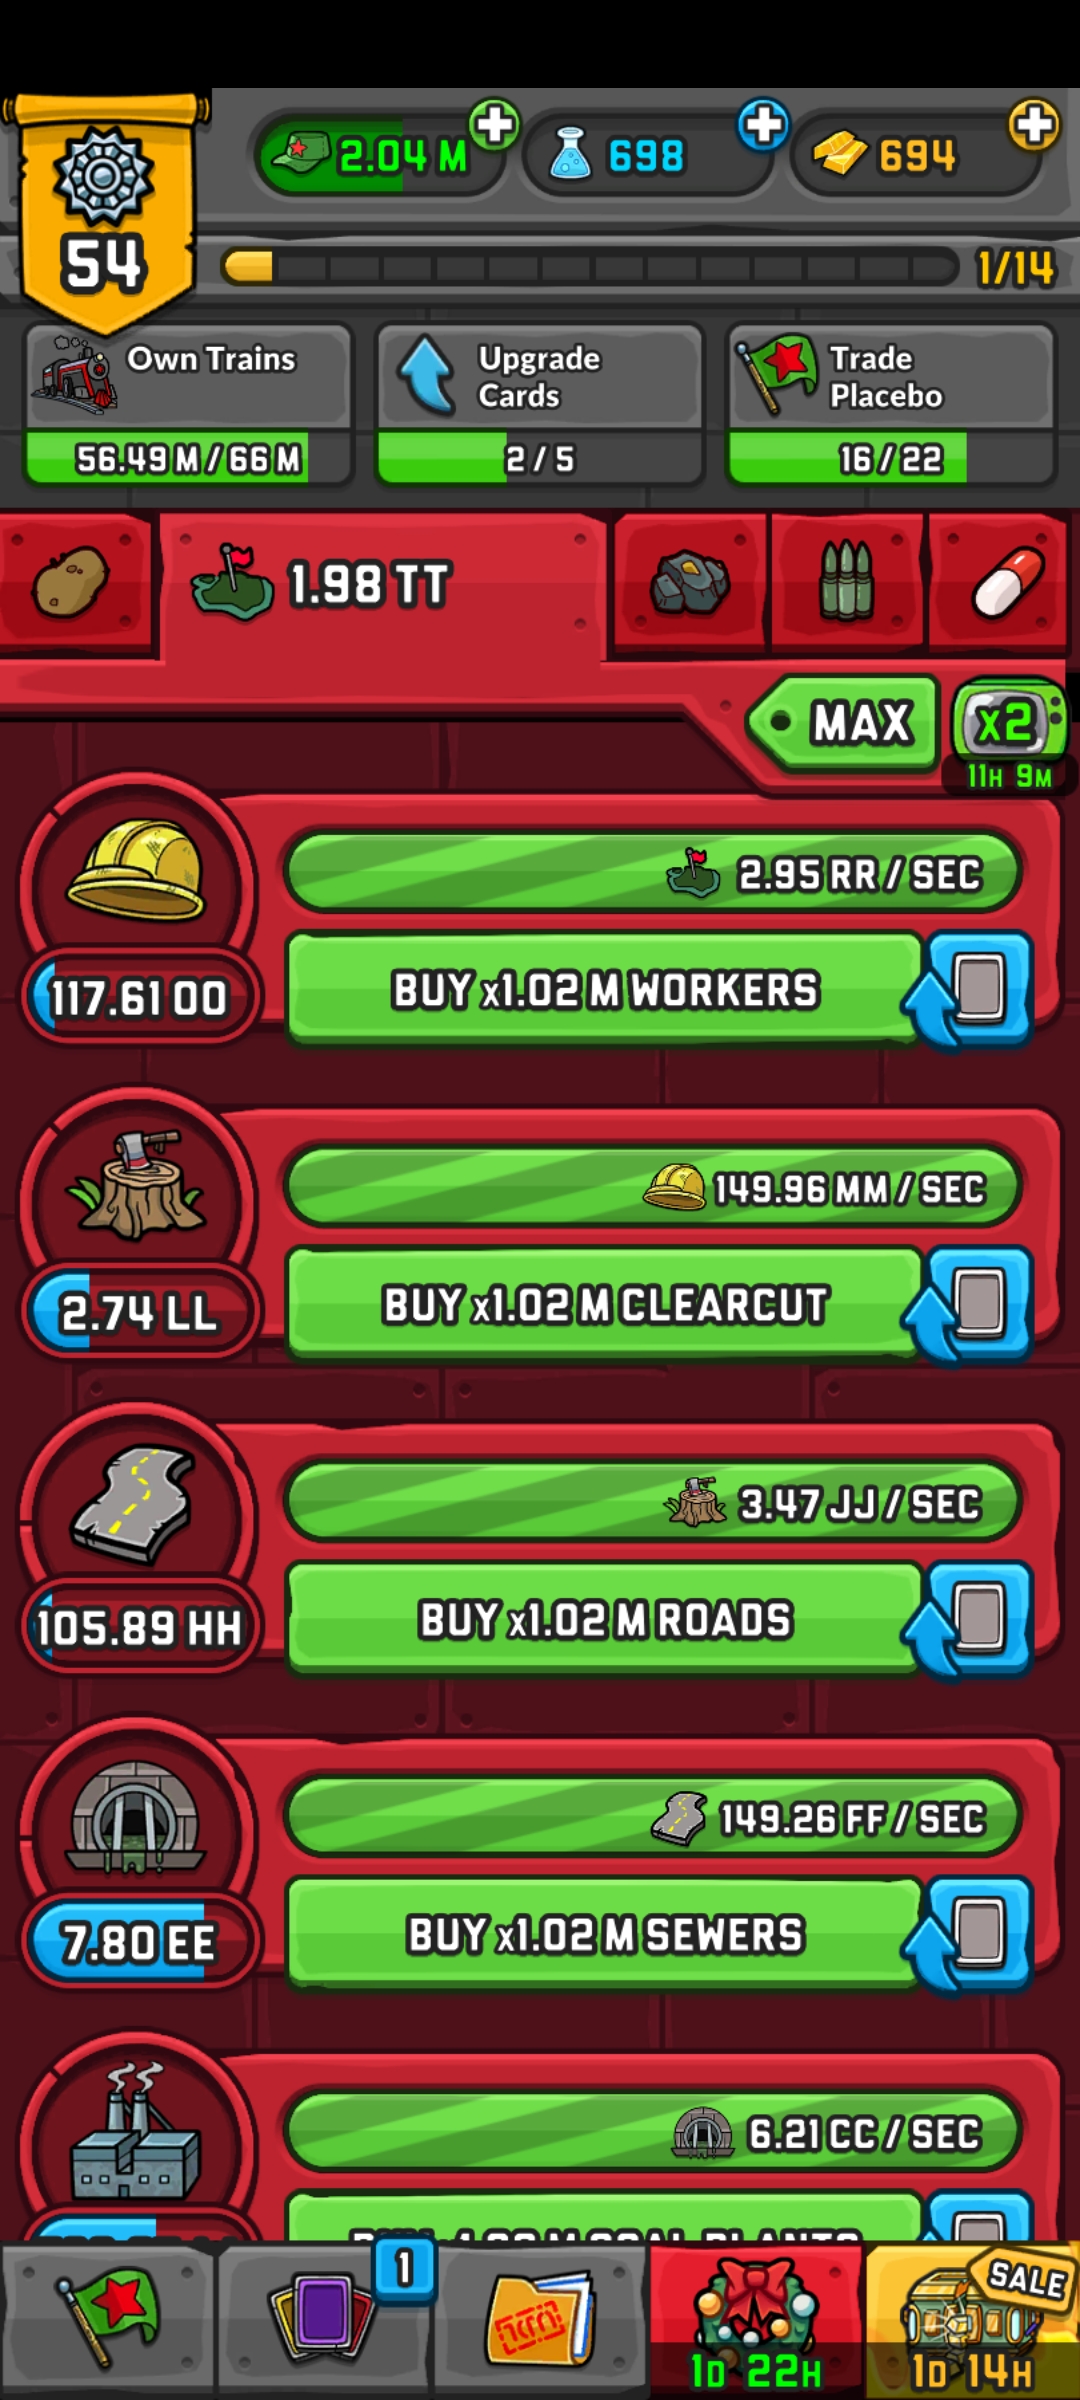 2.04 M
698
694
54
1/14
Own Trains
56.49 M / 66 M
Upgrade
Cards
2 / 5
Trade
Placebo
16 / 22
1.98 TT
MAX
x2
11H 9M
2.95 RR / SEC
117.61 OO
BUY x1.02 M WORKERS
149.96 MM / SEC
2.74 LL
BUY x1.02 M CLEARCUT
3.47 JJ / SEC
105.89 HH
BUY x1.02 M ROADS
149.26 FF / SEC
7.80 EE
BUY x1.02 M SEWERS
6.21 CC / SEC
1
SALE
1D 22H
1D 14H